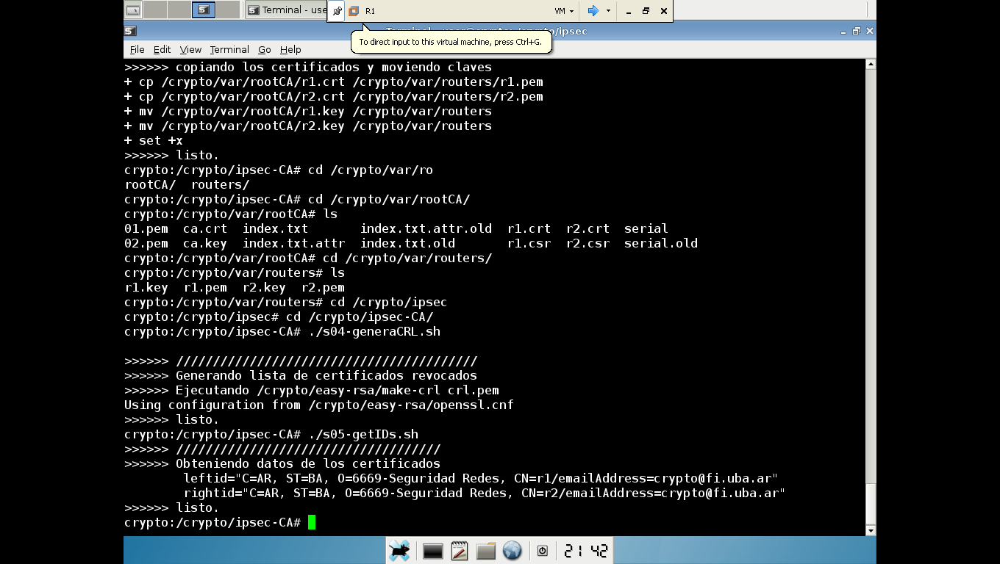 Terminal - use
R1
VM
Terminal - user@crypto: /crypto/ipsec
To direct input to this virtual machine, press Ctrl+G.
File Edit View Terminal Go Help
>>>>>> copiando los certificados y moviendo claves
+ cp /crypto/var/rootCA/r1.crt /crypto/var/routers/r1.pem
+ cp /crypto/var/rootCA/r2.crt /crypto/var/routers/r2.pem
+ mv /crypto/var/rootCA/r1.key /crypto/var/routers
+ mv /crypto/var/rootCA/r2.key /crypto/var/routers
+ set +x
>>>>>> listo.
crypto:/crypto/ipsec-CA# cd /crypto/var/ro
rootCA/  routers/
crypto:/crypto/ipsec-CA# cd /crypto/var/rootCA/
crypto:/crypto/var/rootCA# ls
01.pem  ca.crt  index.txt       index.txt.attr.old  r1.crt  r2.crt  serial
02.pem  ca.key  index.txt.attr  index.txt.old       r1.csr  r2.csr  serial.old
crypto:/crypto/var/rootCA# cd /crypto/var/routers/
crypto:/crypto/var/routers# ls
r1.key  r1.pem  r2.key  r2.pem
crypto:/crypto/var/routers# cd /crypto/ipsec
crypto:/crypto/ipsec# cd /crypto/ipsec-CA/
crypto:/crypto/ipsec-CA# ./s04-generaCRL.sh
>>>>>> /////////////////////////////////////////
>>>>>> Generando lista de certificados revocados
>>>>>> Ejecutando /crypto/easy-rsa/make-crl crl.pem
Using configuration from /crypto/easy-rsa/openssl.cnf
>>>>>> listo.
crypto:/crypto/ipsec-CA# ./s05-getIDs.sh
>>>>>> ////////////////////////////////////
>>>>>> Obteniendo datos de los certificados
leftid="C=AR, ST=BA, O=6669-Seguridad Redes, CN=r1/emailAddress=crypto@fi.uba.ar"
rightid="C=AR, ST=BA, O=6669-Seguridad Redes, CN=r2/emailAddress=crypto@fi.uba.ar"
>>>>>> listo.
crypto:/crypto/ipsec-CA#
21 42